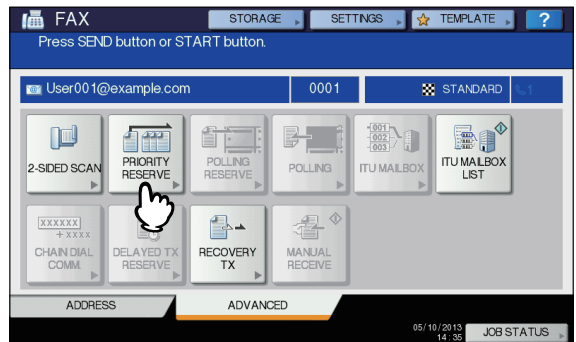 FAX
STORAGE
SETTINGS
TEMPLATE
?
Press SEND button or START button.
User001@example.com
0001
STANDARD
1
2-SIDED SCAN
PRIORITY
RESERVE
POLLING
RESERVE
POLLING
001
002
003
ITU MAILBOX
ITU MAILBOX
LIST
XXXXXX
+XXXX
CHAIN DIAL
COMM.
DELAYED TX
RESERVE
RECOVERY
TX
MANUAL
RECEIVE
ADDRESS
ADVANCED
05/10/2013
14:35
JOB STATUS